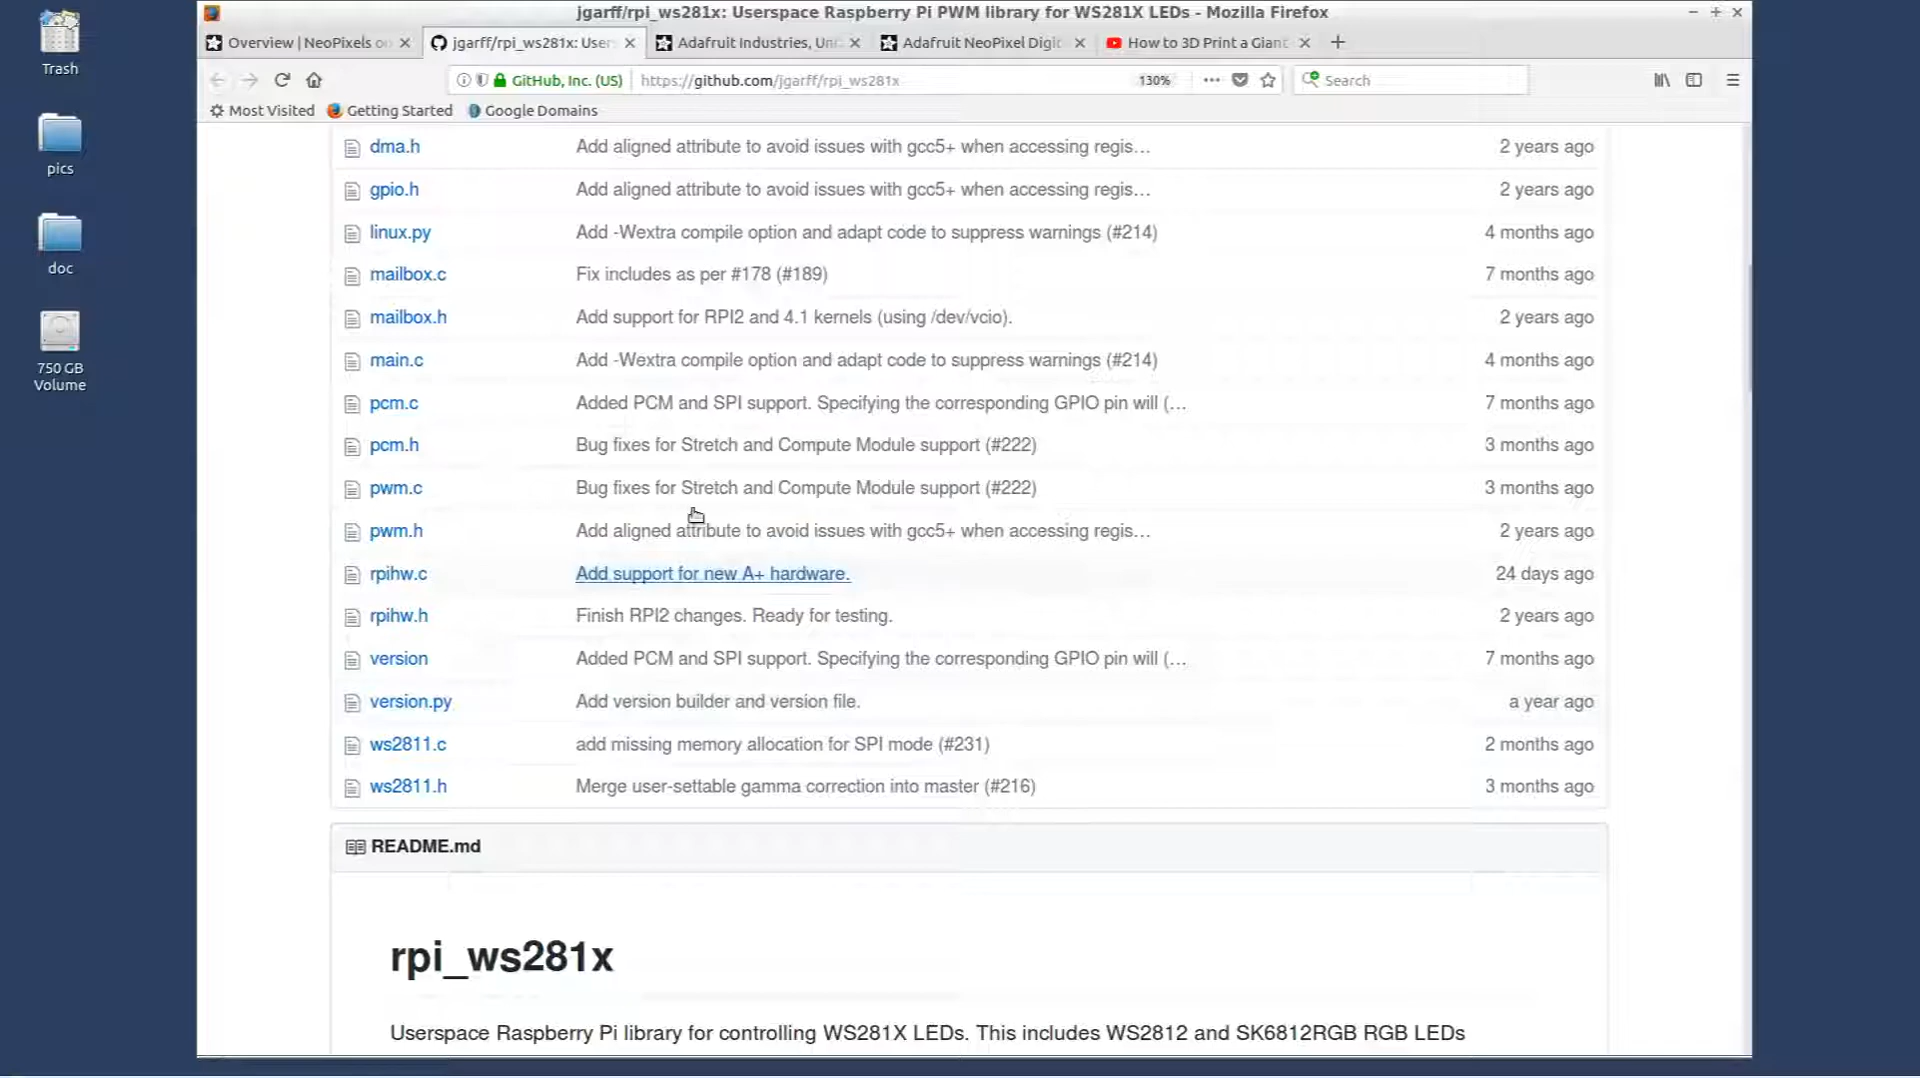 jgarff/rpi_ws281x: Userspace Raspberry Pi PWM library for WS281X LEDs - Mozilla Firefox
Overview | NeoPixels on
jgarff/rpi_ws281x: User
Adafruit Industries, Uni
Adafruit NeoPixel Digit
How to 3D Print a Giant
GitHub, Inc. (US)
https://github.com/jgarff/rpi_ws281x
130%
Search
Most Visited
Getting Started
Google Domains
Trash
pics
doc
750 GB
Volume
dma.h Add aligned attribute to avoid issues with gcc5+ when accessing regis… 2 years ago
gpio.h Add aligned attribute to avoid issues with gcc5+ when accessing regis… 2 years ago
linux.py Add -Wextra compile option and adapt code to suppress warnings (#214) 4 months ago
mailbox.c Fix includes as per #178 (#189) 7 months ago
mailbox.h Add support for RPI2 and 4.1 kernels (using /dev/vcio). 2 years ago
main.c Add -Wextra compile option and adapt code to suppress warnings (#214) 4 months ago
pcm.c Added PCM and SPI support. Specifying the corresponding GPIO pin will (… 7 months ago
pcm.h Bug fixes for Stretch and Compute Module support (#222) 3 months ago
pwm.c Bug fixes for Stretch and Compute Module support (#222) 3 months ago
pwm.h Add aligned attribute to avoid issues with gcc5+ when accessing regis… 2 years ago
rpihw.c Add support for new A+ hardware. 24 days ago
rpihw.h Finish RPI2 changes. Ready for testing. 2 years ago
version Added PCM and SPI support. Specifying the corresponding GPIO pin will (… 7 months ago
version.py Add version builder and version file. a year ago
ws2811.c add missing memory allocation for SPI mode (#231) 2 months ago
ws2811.h Merge user-settable gamma correction into master (#216) 3 months ago
README.md
rpi_ws281x
Userspace Raspberry Pi library for controlling WS281X LEDs. This includes WS2812 and SK6812RGB RGB LEDs